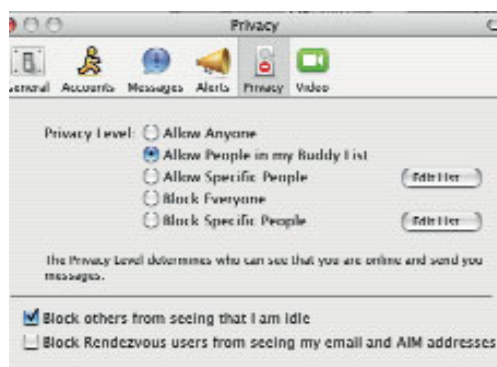 Privacy
General Accounts Messages Alerts Privacy Video
Privacy Level: Allow Anyone
Allow People in my Buddy List
Allow Specific People Edit List
Block Everyone
Block Specific People Edit List
The Privacy Level determines who can see that you are online and send you
messages.
Block others from seeing that I am idle
Block Rendezvous users from seeing my email and AIM addresses